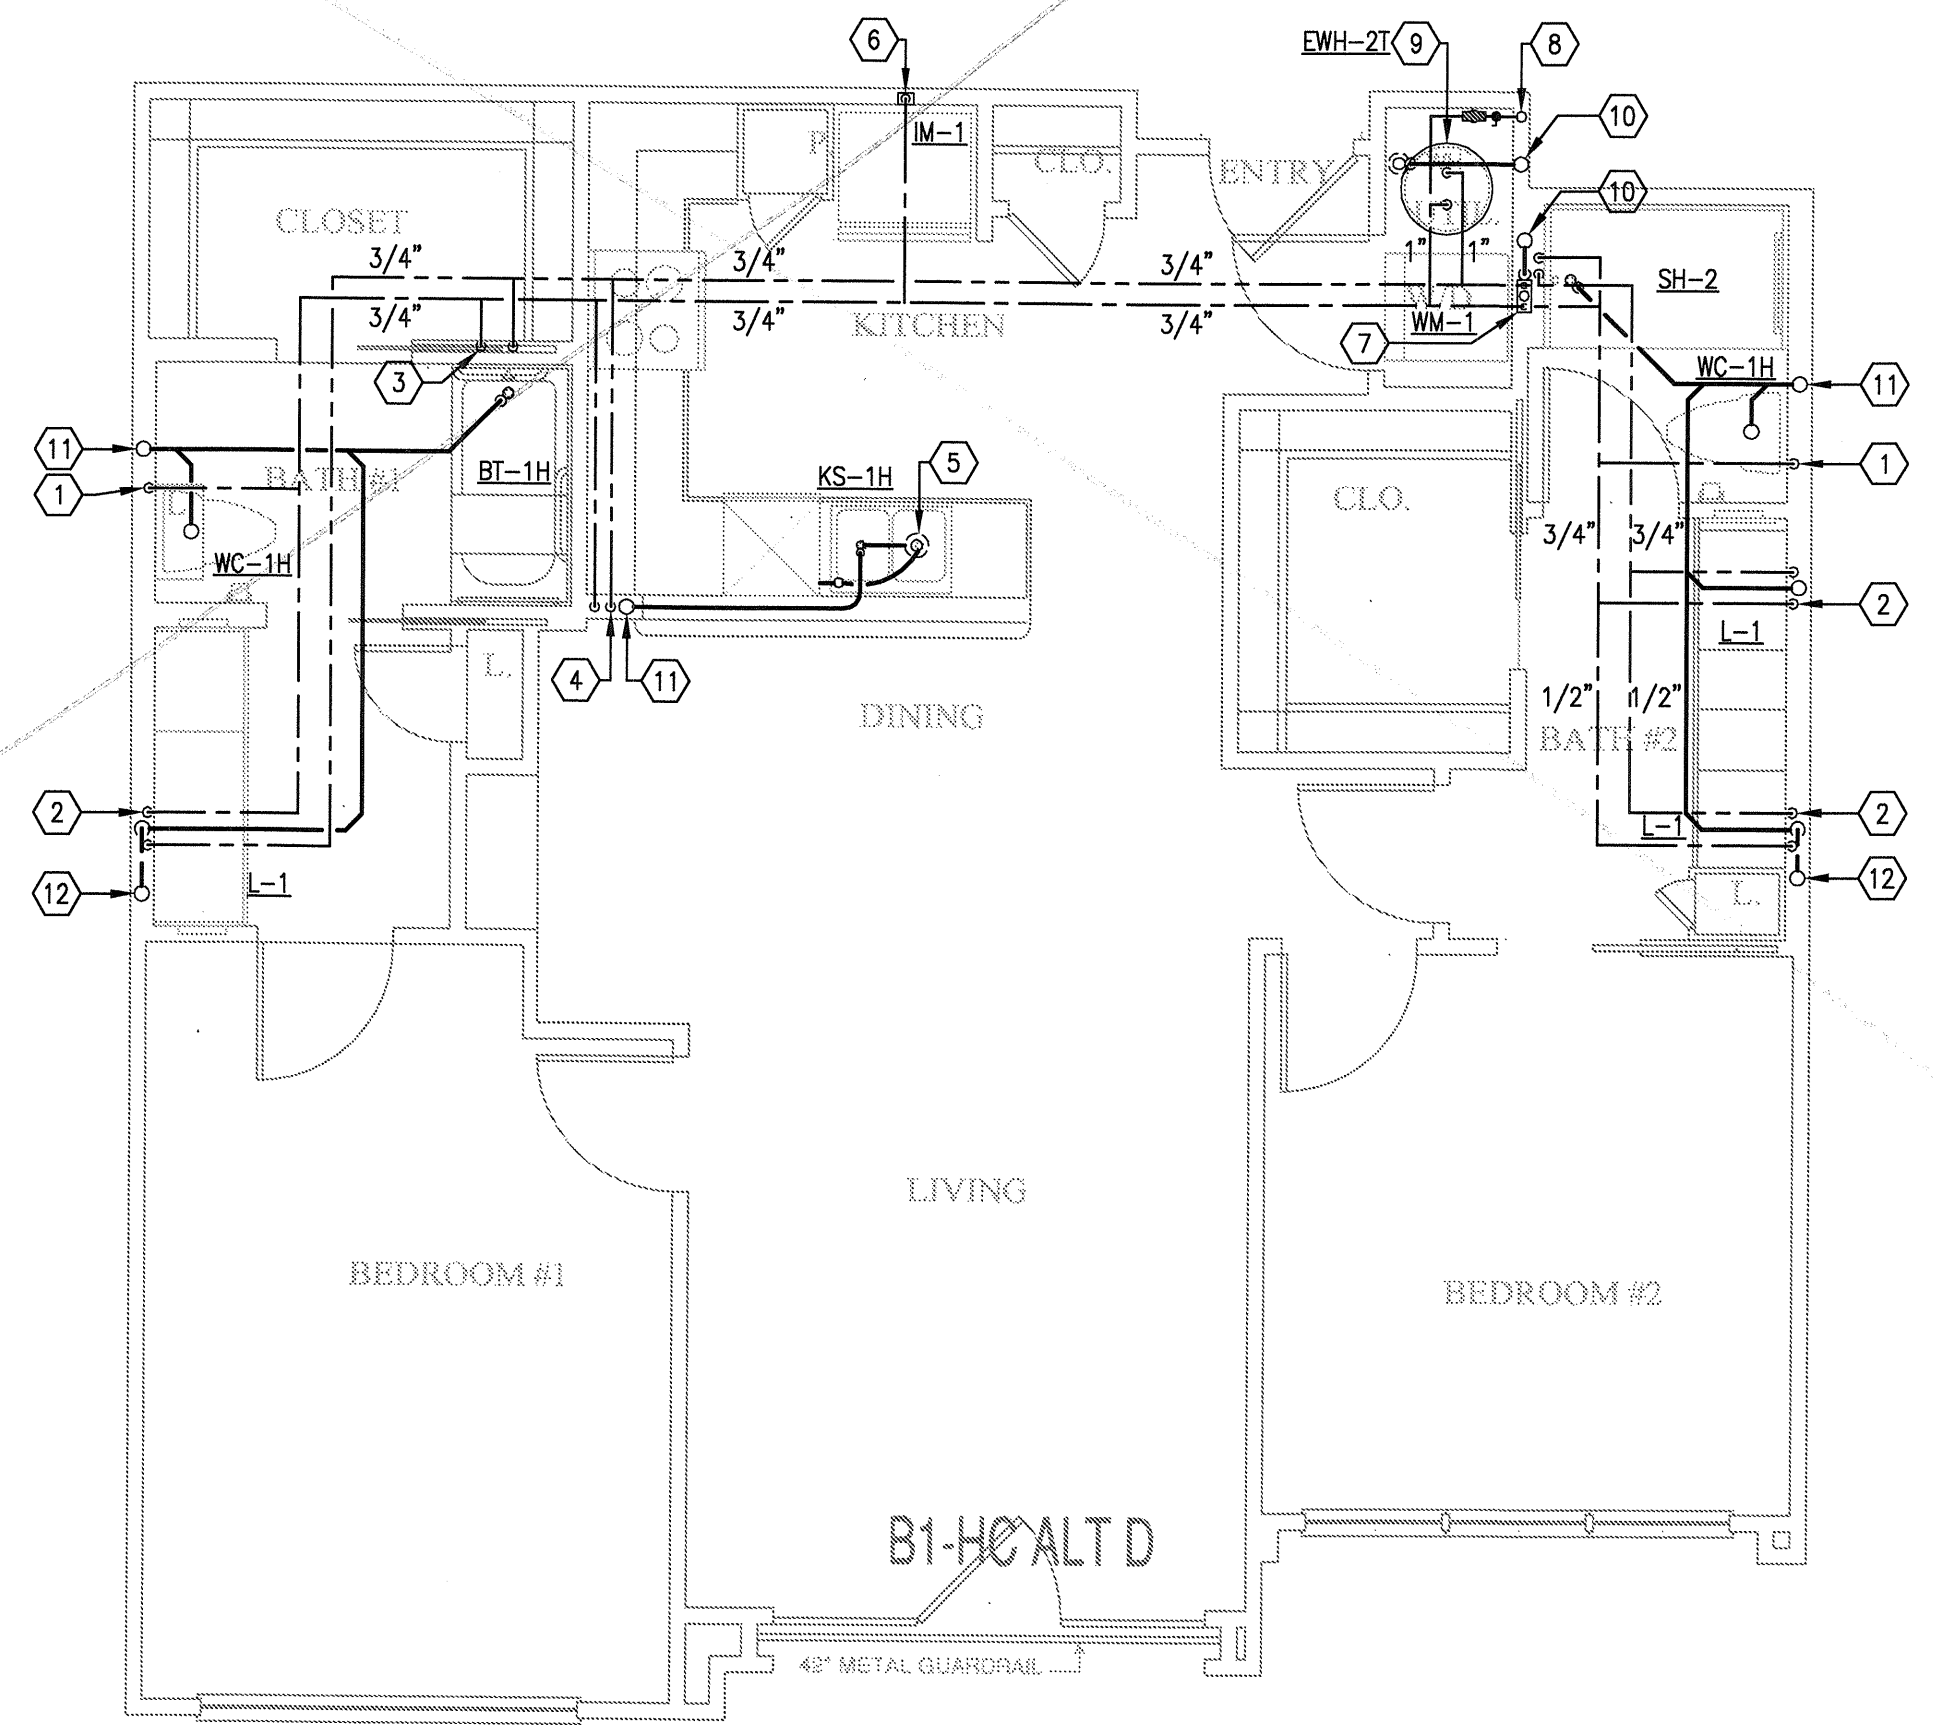 6
EWH-2T 9
8
IM-1
10
P.
CLO.
ENTRY
10
CLOSET
3/4"
3/4"
3/4"
1"
1"
SH-2
3/4"
3/4"
3/4"
KITCHEN
WM-1
7
3
WC-1H
11
11
BATH #1
BT-1H
KS-1H
5
1
1
CLO.
3/4"
3/4"
WC-1H
2
L-1
L.
4
11
1/2"
1/2"
DINING
BATH #2
2
2
L-1
12
L-1
12
L.
LIVING
BEDROOM #1
BEDROOM #2
B1-HC ALT D
42" METAL GUARDRAIL